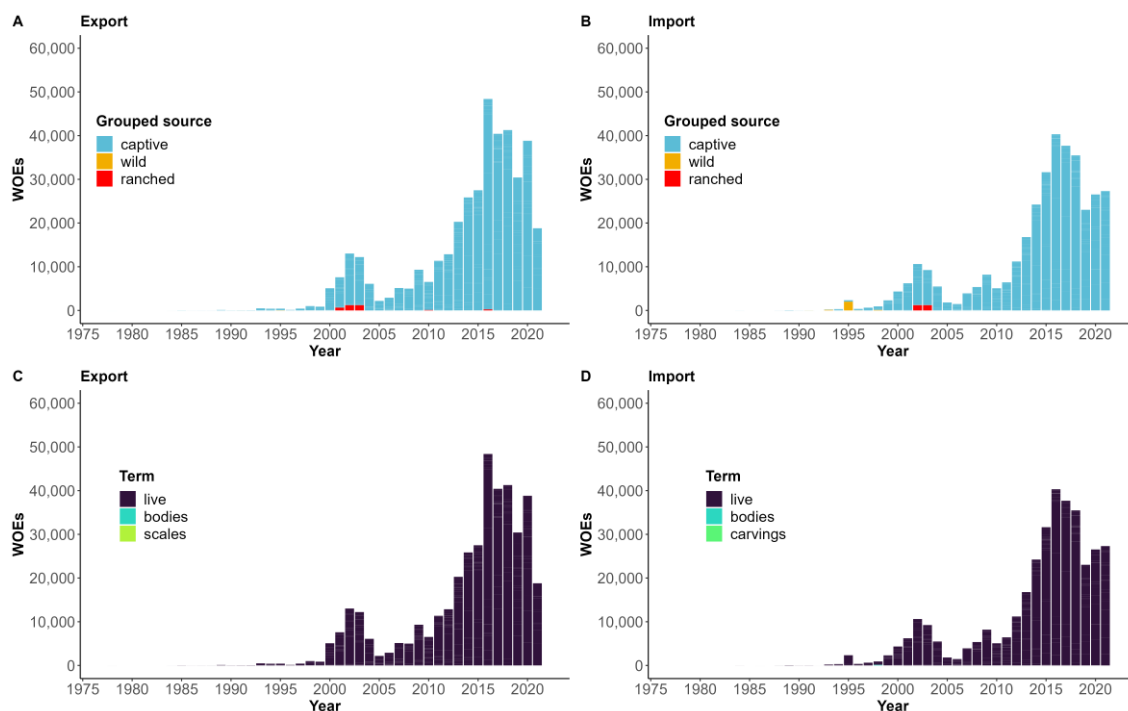 A Export
60,000
50,000
40,000
30,000
20,000
10,000
0
WOEs
Grouped source
captive
wild
ranched
1975 1980 1985 1990 1995 2000 2005 2010 2015 2020
Year
B Import
60,000
50,000
40,000
30,000
20,000
10,000
0
WOEs
Grouped source
captive
wild
ranched
1975 1980 1985 1990 1995 2000 2005 2010 2015 2020
Year
C Export
60,000
50,000
40,000
30,000
20,000
10,000
0
WOEs
Term
live
bodies
scales
1975 1980 1985 1990 1995 2000 2005 2010 2015 2020
Year
D Import
60,000
50,000
40,000
30,000
20,000
10,000
0
WOEs
Term
live
bodies
carvings
1975 1980 1985 1990 1995 2000 2005 2010 2015 2020
Year